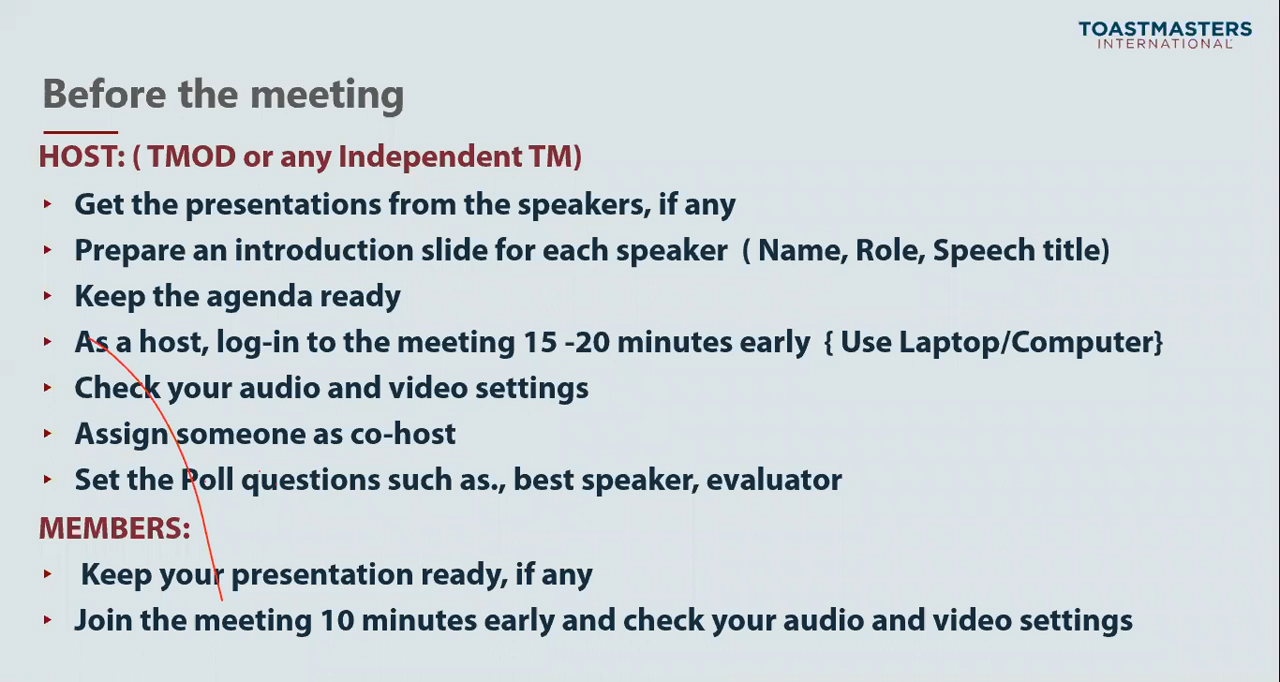 TOASTMASTERS
INTERNATIONAL
Before the meeting
HOST: ( TMOD or any Independent TM)
Get the presentations from the speakers, if any
Prepare an introduction slide for each speaker ( Name, Role, Speech title)
Keep the agenda ready
As a host, log-in to the meeting 15 -20 minutes early { Use Laptop/Computer}
Check your audio and video settings
Assign someone as co-host
Set the Poll questions such as., best speaker, evaluator
MEMBERS:
Keep your presentation ready, if any
Join the meeting 10 minutes early and check your audio and video settings